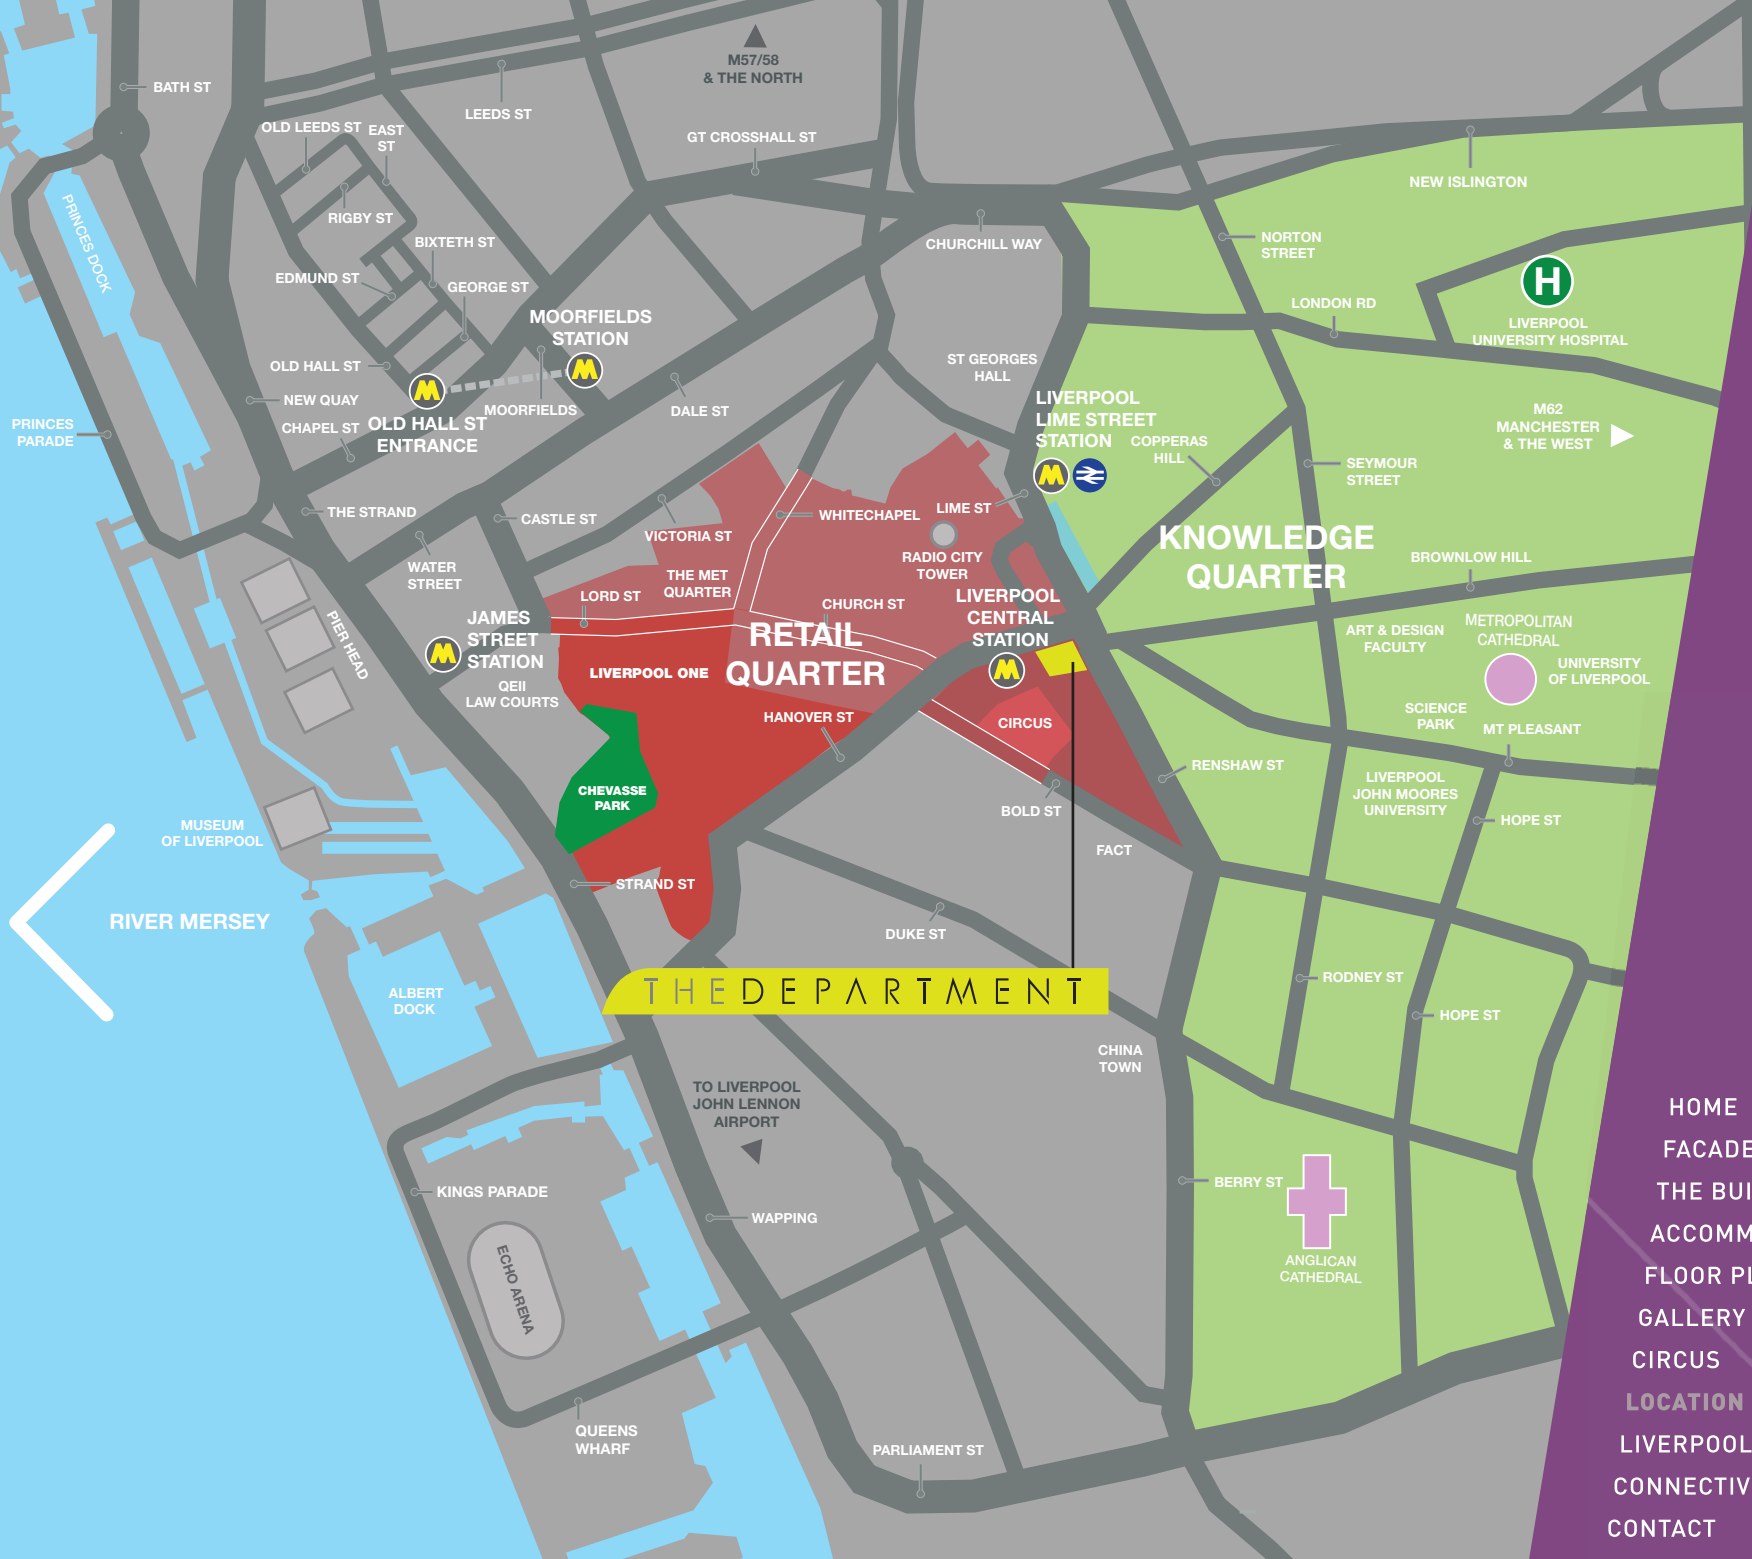 M57/58
& THE NORTH
BATH ST
LEEDS ST
OLD LEEDS ST
EAST
ST
GT CROSSHALL ST
NEW ISLINGTON
PRINCES DOCK
RIGBY ST
BIXTETH ST
CHURCHILL WAY
NORTON
STREET
EDMUND ST
GEORGE ST
H
LONDON RD
MOORFIELDS
STATION
LIVERPOOL
UNIVERSITY HOSPITAL
OLD HALL ST
M
M
ST GEORGES
HALL
NEW QUAY
MOORFIELDS
DALE ST
LIVERPOOL
LIME STREET
STATION
M62
MANCHESTER
& THE WEST
PRINCES
PARADE
CHAPEL ST
OLD HALL ST
ENTRANCE
COPPERAS
HILL
M
SEYMOUR
STREET
THE STRAND
CASTLE ST
VICTORIA ST
WHITECHAPEL
LIME ST
KNOWLEDGE
QUARTER
RADIO CITY
TOWER
BROWNLOW HILL
WATER
STREET
THE MET
QUARTER
LORD ST
CHURCH ST
LIVERPOOL
CENTRAL
STATION
M
PIER HEAD
JAMES
STREET
STATION
M
RETAIL
QUARTER
ART & DESIGN
FACULTY
METROPOLITAN
CATHEDRAL
UNIVERSITY
OF LIVERPOOL
LIVERPOOL ONE
QEII
LAW COURTS
HANOVER ST
CIRCUS
SCIENCE
PARK
MT PLEASANT
RENSHAW ST
CHEVASSE
PARK
LIVERPOOL
JOHN MOORES
UNIVERSITY
BOLD ST
HOPE ST
MUSEUM
OF LIVERPOOL
FACT
STRAND ST
RIVER MERSEY
DUKE ST
ALBERT
DOCK
THEDEPARTMENT
RODNEY ST
HOPE ST
CHINA
TOWN
TO LIVERPOOL
JOHN LENNON
AIRPORT
KINGS PARADE
BERRY ST
WAPPING
ECHO ARENA
ANGLICAN
CATHEDRAL
QUEENS
WHARF
PARLIAMENT ST
HOME
FACADE
THE BUI
ACCOMM
FLOOR PL
GALLERY
CIRCUS
LOCATION
LIVERPOOL
CONNECTIV
CONTACT